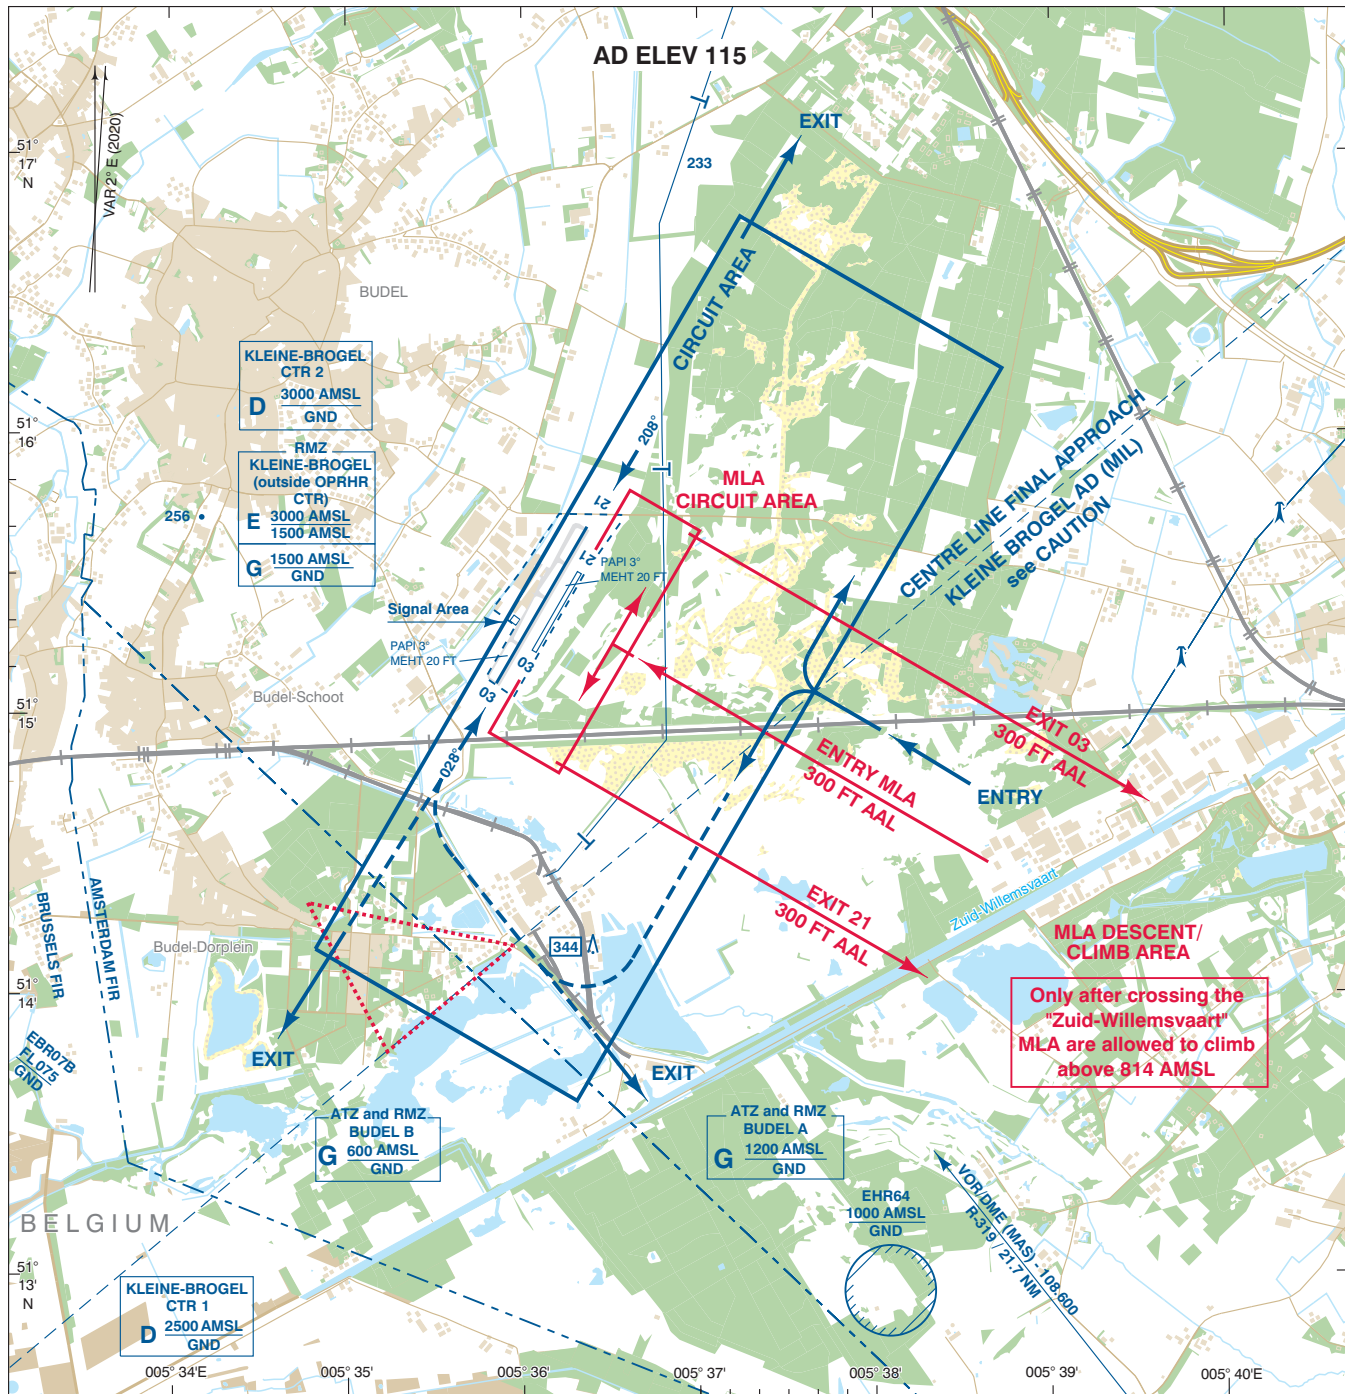 AD ELEV 115
EXIT
51°
17'
N
VAR 2° E (2020)
233
CIRCUIT AREA
BUDEL
KLEINE-BROGEL
CTR 2
D 3000 AMSL
GND
51°
16'
208°
RMZ
KLEINE-BROGEL
(outside OPRHR
CTR)
E 3000 AMSL
1500 AMSL
G 1500 AMSL
GND
256
MLA
CIRCUIT AREA
CENTRE LINE FINAL APPROACH
KLEINE BROGEL AD (MIL)
see CAUTION
21
21
PAPI 3°
MEHT 20 FT
Signal Area
PAPI 3°
MEHT 20 FT
03
03
Budel-Schoot
51°
15'
028°
EXIT 03
300 FT AAL
ENTRY MLA
300 FT AAL
ENTRY
EXIT 21
300 FT AAL
Zuid-Willemsvaart
BRUSSELS FIR
AMSTERDAM FIR
Budel-Dorplein
344
MLA DESCENT/
CLIMB AREA
51°
14'
Only after crossing the
"Zuid-Willemsvaart"
MLA are allowed to climb
above 814 AMSL
EBR07B
FL075
GND
EXIT
EXIT
ATZ and RMZ
BUDEL B
G 600 AMSL
GND
ATZ and RMZ
BUDEL A
G 1200 AMSL
GND
EHR64
1000 AMSL
GND
VOR/DME (MAS) - 108.600
R-319 / 21.7 NM
BELGIUM
51°
13'
N
KLEINE-BROGEL
CTR 1
D 2500 AMSL
GND
005° 34'E
005° 35'
005° 36'
005° 37'
005° 38'
005° 39'
005° 40'E